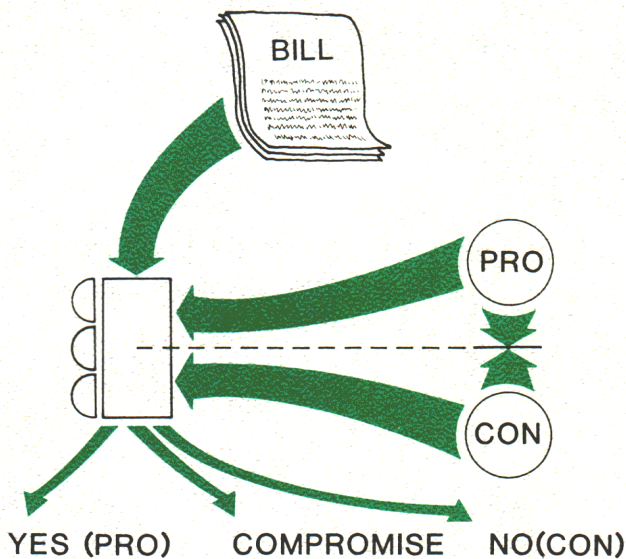 BILL
PRO
CON
YES (PRO) COMPROMISE NO(CON)